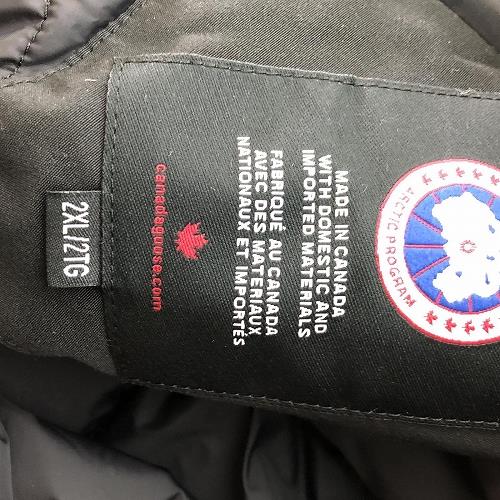 ARCTIC PROGRAM
MADE IN CANADA
WITH DOMESTIC AND
IMPORTED MATERIALS
FABRIQUÉ AU CANADA
AVEC DES MATERIAUX
NATIONAUX ET IMPORTÉS
canadagoose.com
2XL/2TG